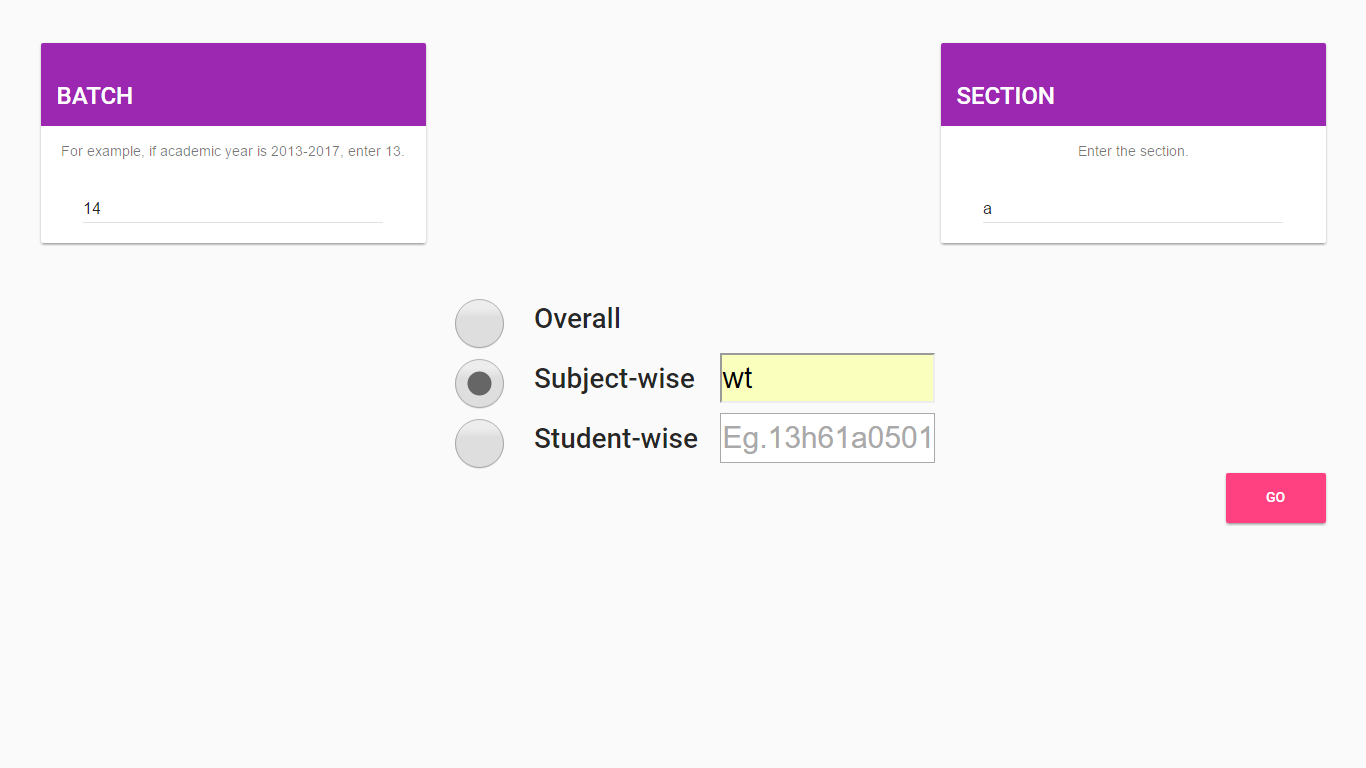 BATCH
For example, if academic year is 2013-2017, enter 13.
14
SECTION
Enter the section.
a
Overall
Subject-wise wt
Student-wise Eg.13h61a0501
GO